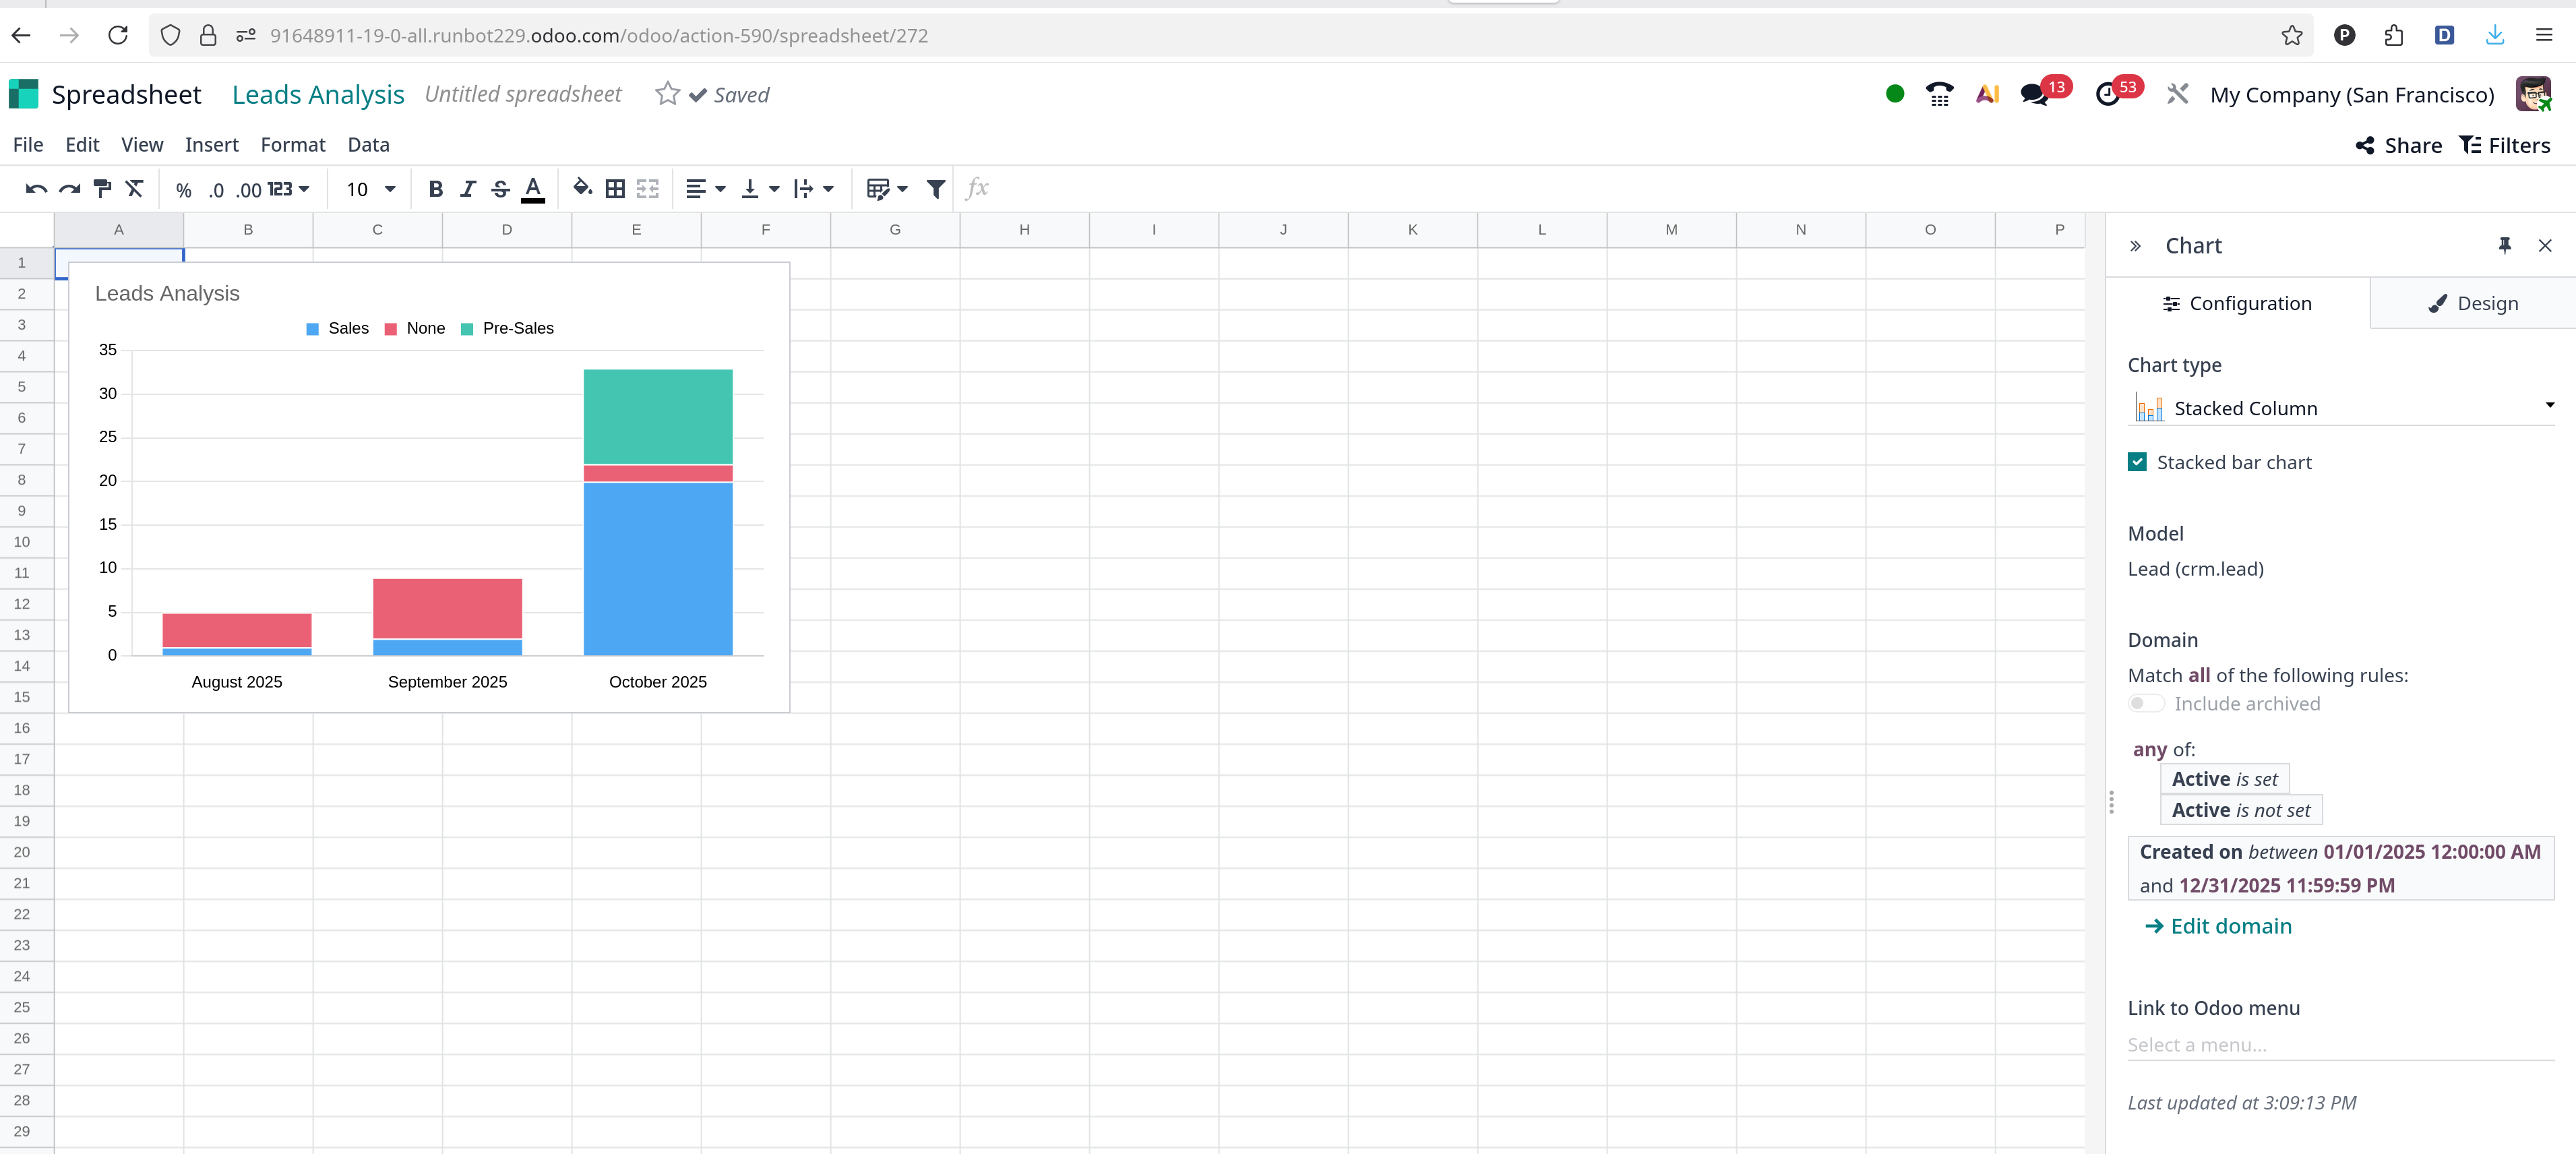 91648911-19-0-all.runbot229.odoo.com/odoo/action-590/spreadsheet/272
P
D
Spreadsheet Leads Analysis Untitled spreadsheet Saved
AI 13 53 My Company (San Francisco)
File Edit View Insert Format Data
Share Filters
% .0 .00 123 10 B I S A fx
A B C D E F G H I J K L M N O P
1
2
3
4
5
6
7
8
9
10
11
12
13
14
15
16
17
18
19
20
21
22
23
24
25
26
27
28
29
Leads Analysis
Sales None Pre-Sales
35
30
25
20
15
10
5
0
August 2025 September 2025 October 2025
» Chart
Configuration Design
Chart type
Stacked Column
Stacked bar chart
Model
Lead (crm.lead)
Domain
Match all of the following rules:
Include archived
any of:
Active is set
Active is not set
Created on between 01/01/2025 12:00:00 AM
and 12/31/2025 11:59:59 PM
Edit domain
Link to Odoo menu
Select a menu...
Last updated at 3:09:13 PM